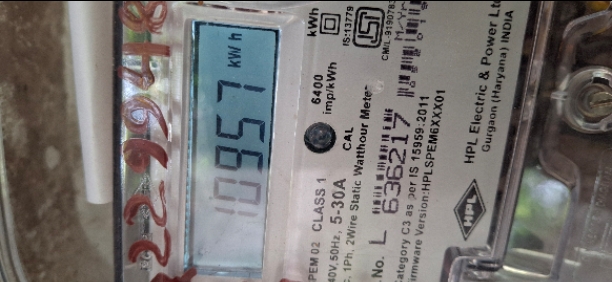 10957 kWh
kWh
6400
imp/kWh
IS:13779
CAL
CLASS 1
PEM 02
40V, 50Hz, 5-30A
1Ph, 2Wire Static Watthour Meter
No. L 636217
Category C3 as per IS 15959:2011
Firmware Version:HPLSPEM6XXX01
HPL
HPL Electric & Power Lt
Gurgaon (Haryana) INDIA